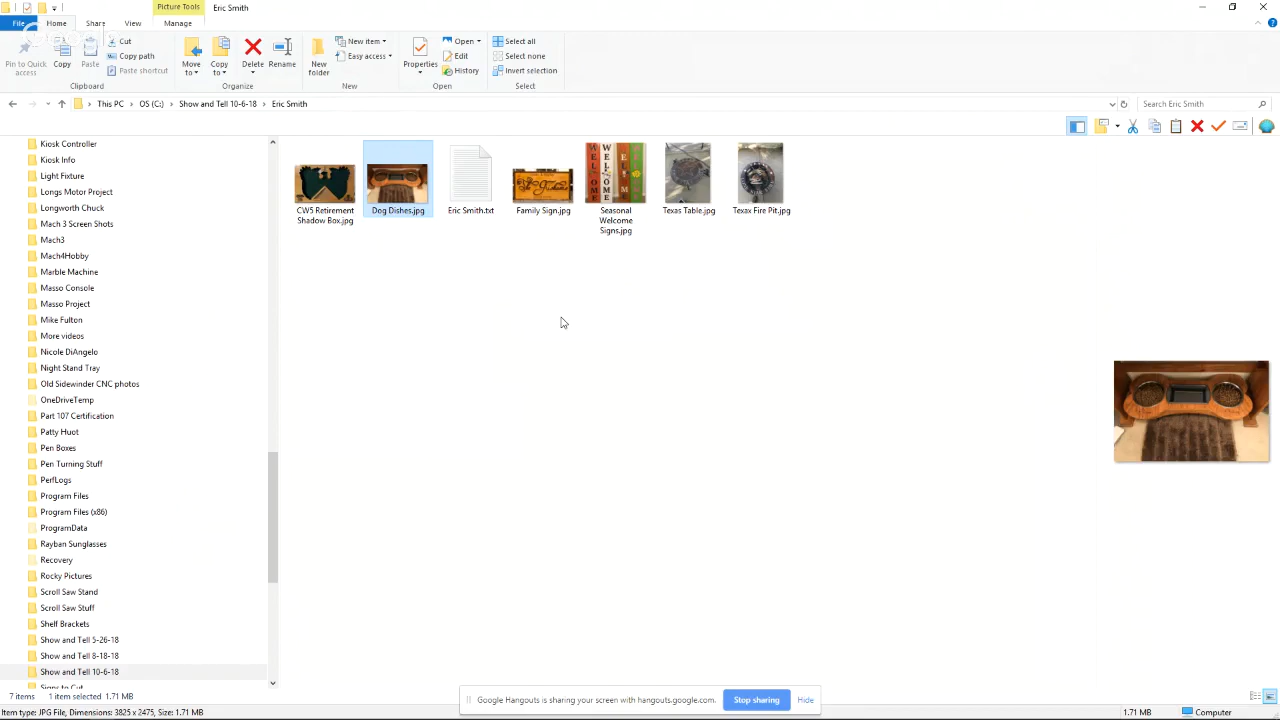 Picture Tools
Eric Smith
File
Home
Share
View
Manage
Pin to Quick access
Copy
Paste
Cut
Copy path
Paste shortcut
Move to
Copy to
Delete
Rename
New folder
New item
Easy access
Properties
Open
Edit
History
Select all
Select none
Invert selection
Clipboard
Organize
New
Open
Select
This PC
OS (C:)
Show and Tell 10-6-18
Eric Smith
Search Eric Smith
Kiosk Controller
Kiosk Info
Light Fixture
Longs Motor Project
Longworth Chuck
Mach 3 Screen Shots
Mach3
Mach4Hobby
Marble Machine
Masso Console
Masso Project
Mike Fulton
More videos
Nicole DiAngelo
Night Stand Tray
Old Sidewinder CNC photos
OneDriveTemp
Part 107 Certification
Patty Huot
Pen Boxes
Pen Turning Stuff
PerfLogs
Program Files
Program Files (x86)
ProgramData
Rayban Sunglasses
Recovery
Rocky Pictures
Scroll Saw Stand
Scroll Saw Stuff
Shelf Brackets
Show and Tell 5-26-18
Show and Tell 8-18-18
Show and Tell 10-6-18
Signs to Cut
CW5 Retirement
Shadow Box.jpg
Dog Dishes.jpg
Eric Smith.txt
Family Sign.jpg
WELCOME
WELCOME
Seasonal
Welcome
Signs.jpg
Texas Table.jpg
Texax Fire Pit.jpg
Google Hangouts is sharing your screen with hangouts.google.com.
Stop sharing
Hide
7 items
1 item selected 1.71 MB
Item type: JPG File, Dimensions: 3825 x 2475, Size: 1.71 MB
1.71 MB
Computer